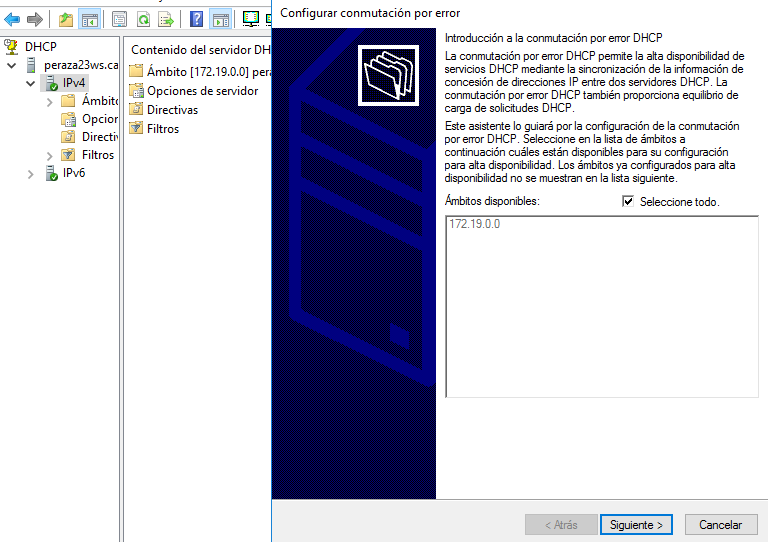 Configurar conmutación por error
DHCP
peraza23ws.ca
IPv4
Ámbito
Opcion
Directiv
Filtros
IPv6
Contenido del servidor DH
Ámbito [172.19.0.0] pera
Opciones de servidor
Directivas
Filtros
Introducción a la conmutación por error DHCP
La conmutación por error DHCP permite la alta disponibilidad de
servicios DHCP mediante la sincronización de la información de
concesión de direcciones IP entre dos servidores DHCP. La
conmutación por error DHCP también proporciona equilibrio de
carga de solicitudes DHCP.
Este asistente lo guiará por la configuración de la conmutación
por error DHCP. Seleccione en la lista de ámbitos a
continuación cuáles están disponibles para su configuración
para alta disponibilidad. Los ámbitos ya configurados para alta
disponibilidad no se muestran en la lista siguiente.
Ámbitos disponibles:
Seleccione todo.
172.19.0.0
< Atrás
Siguiente >
Cancelar